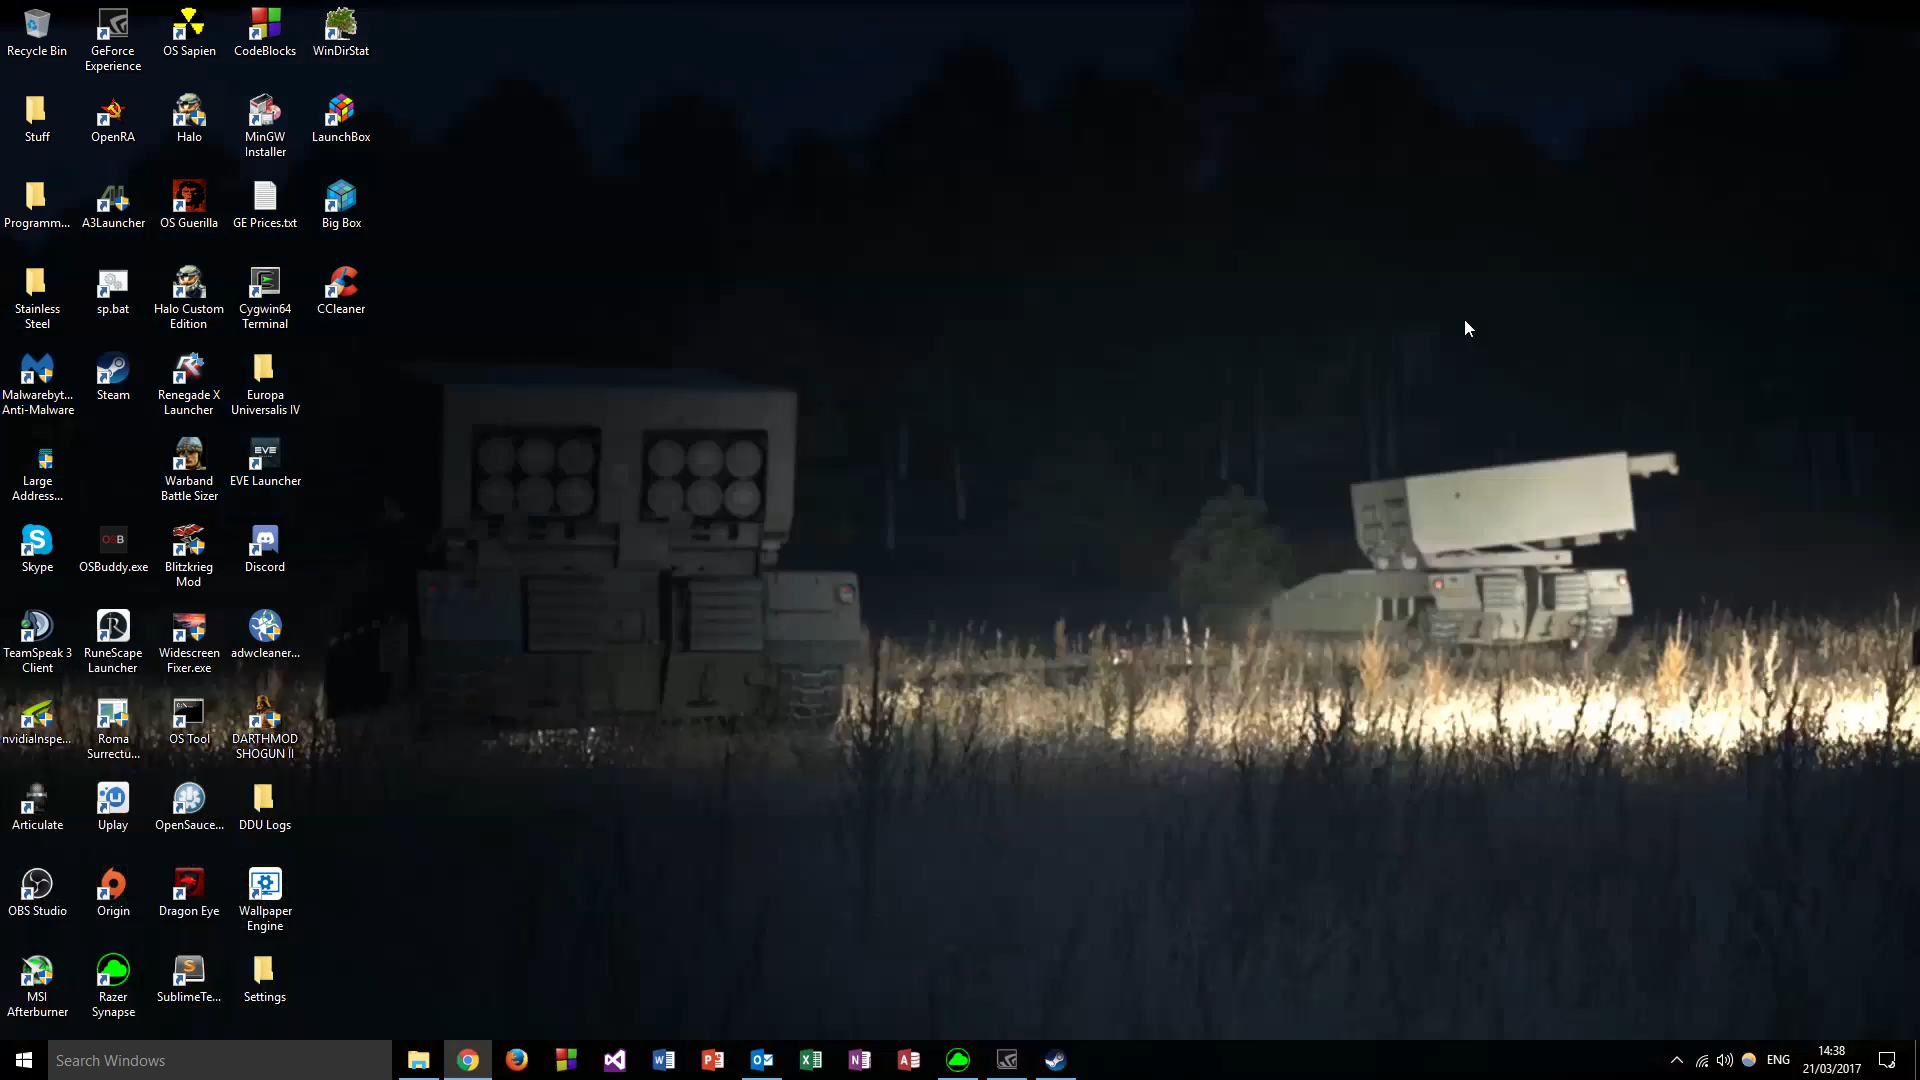 Recycle Bin
GeForce
Experience
OS Sapien
CodeBlocks
WinDirStat
Stuff
OpenRA
Halo
MinGW
Installer
LaunchBox
Programm...
A3Launcher
OS Guerilla
GE Prices.txt
Big Box
Stainless
Steel
sp.bat
Halo Custom
Edition
Cygwin64
Terminal
CCleaner
Malwarebyt...
Anti-Malware
Steam
Renegade X
Launcher
Europa
Universalis IV
Large
Address...
Warband
Battle Sizer
EVE
EVE Launcher
Skype
OSB
OSBuddy.exe
Blitzkrieg
Mod
Discord
TeamSpeak 3
Client
RuneScape
Launcher
Widescreen
Fixer.exe
adwcleaner...
nvidiaInspe...
Roma
Surrectu...
OS Tool
DARTHMOD
SHOGUN II
Articulate
Uplay
OpenSauce...
DDU Logs
OBS Studio
Origin
Dragon Eye
Wallpaper
Engine
MSI
Afterburner
Razer
Synapse
SublimeTe...
Settings
Search Windows
ENG
14:38
21/03/2017